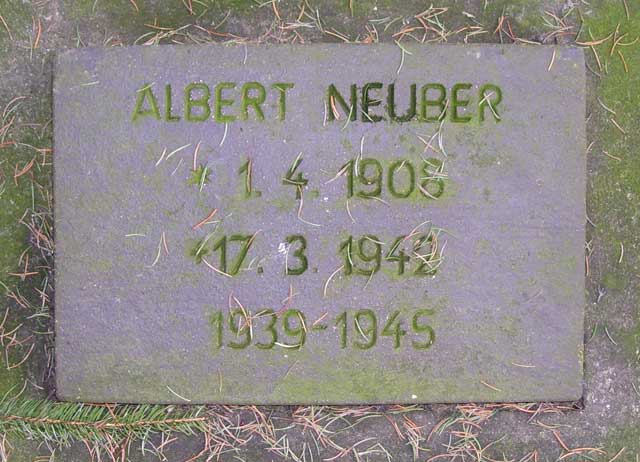 ALBERT NEUBER
* 1. 4. 1908
✝17. 3. 1942
1939-1945